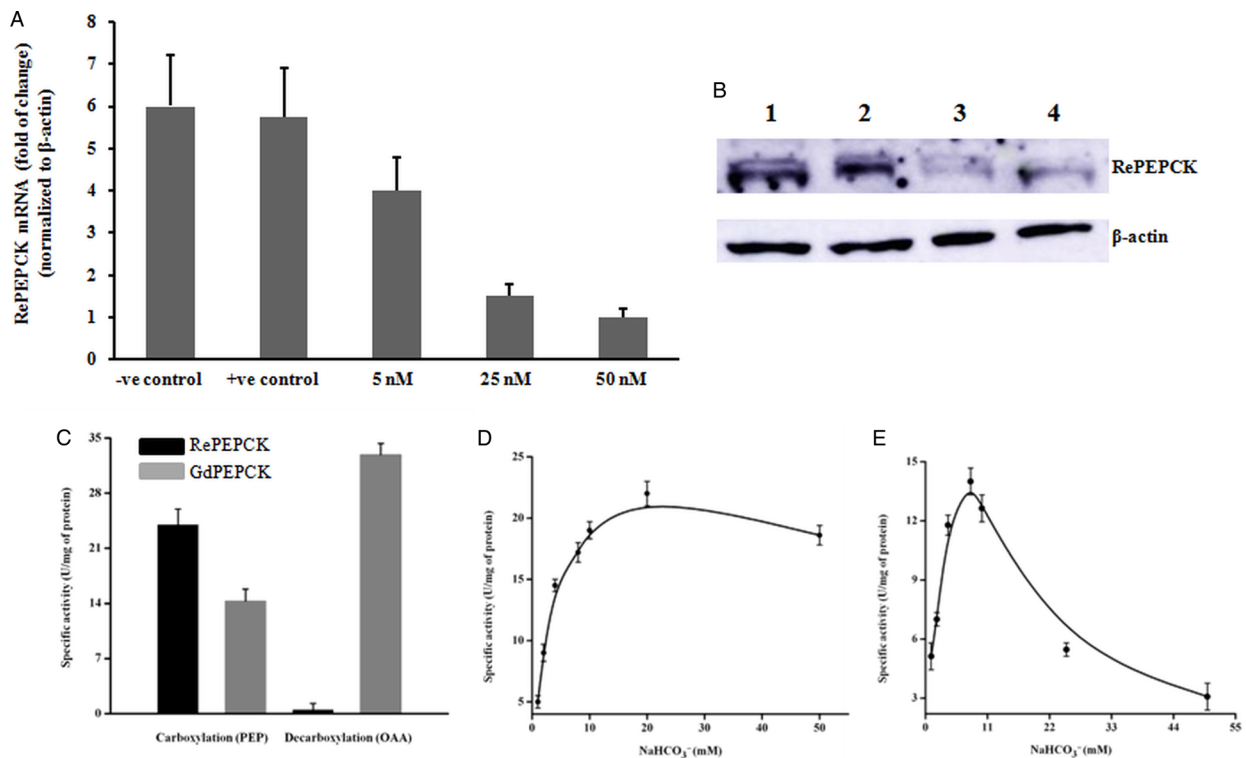 A
RePEPCK mRNA (fold of change)
(normalized to β-actin)
8
7
6
5
4
3
2
1
0
-ve control +ve control 5 nM 25 nM 50 nM
B
1 2 3 4
RePEPCK
β-actin
C
RePEPCK
GdPEPCK
Specific activity (U/mg of protein)
35
28
21
14
7
0
Carboxylation (PEP) Decarboxylation (OAA)
D
Specific activity (U/mg of protein)
25
20
15
10
5
0 10 20 30 40 50
NaHCO₃⁻ (mM)
E
Specific activity (U/mg of protein)
15
12
9
6
3
0 11 22 33 44 55
NaHCO₃⁻ (mM)